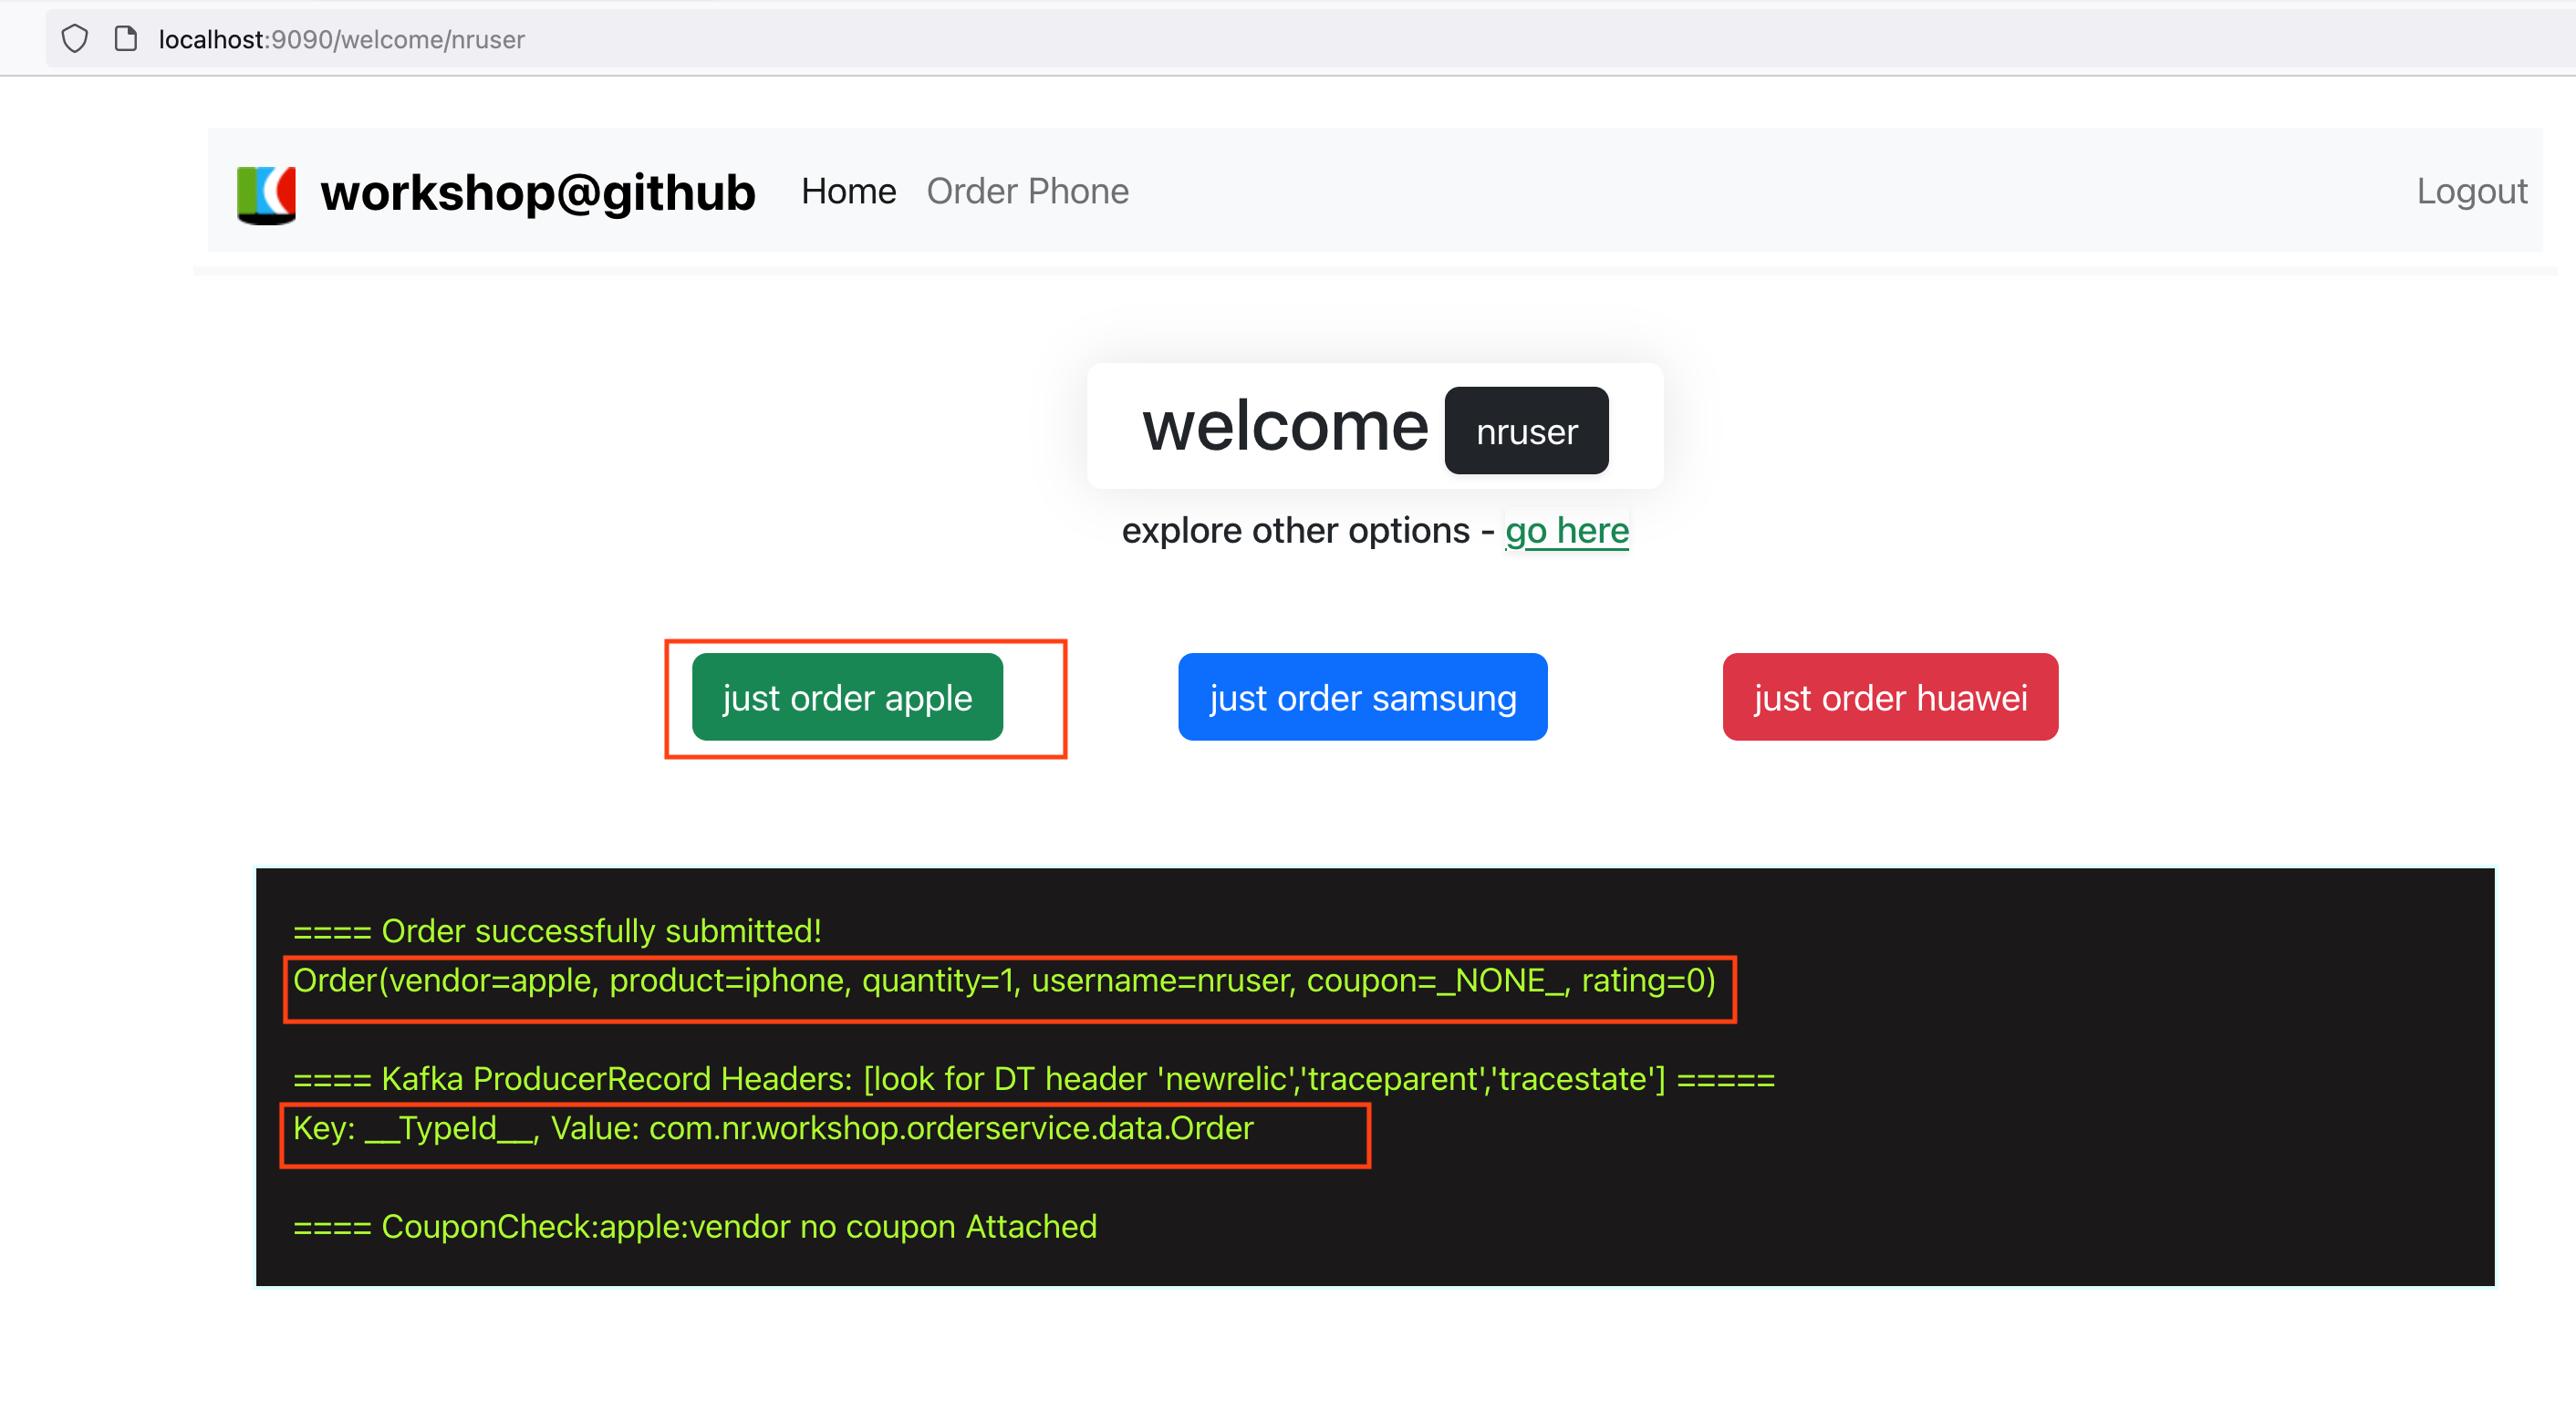 localhost:9090/welcome/nruser
workshop@github Home Order Phone Logout
welcome nruser
explore other options - go here
just order apple just order samsung just order huawei
==== Order successfully submitted!
Order(vendor=apple, product=iphone, quantity=1, username=nruser, coupon=_NONE_, rating=0)
==== Kafka ProducerRecord Headers: [look for DT header 'newrelic','traceparent','tracestate'] =====
Key: __TypeId__, Value: com.nr.workshop.orderservice.data.Order
==== CouponCheck:apple:vendor no coupon Attached